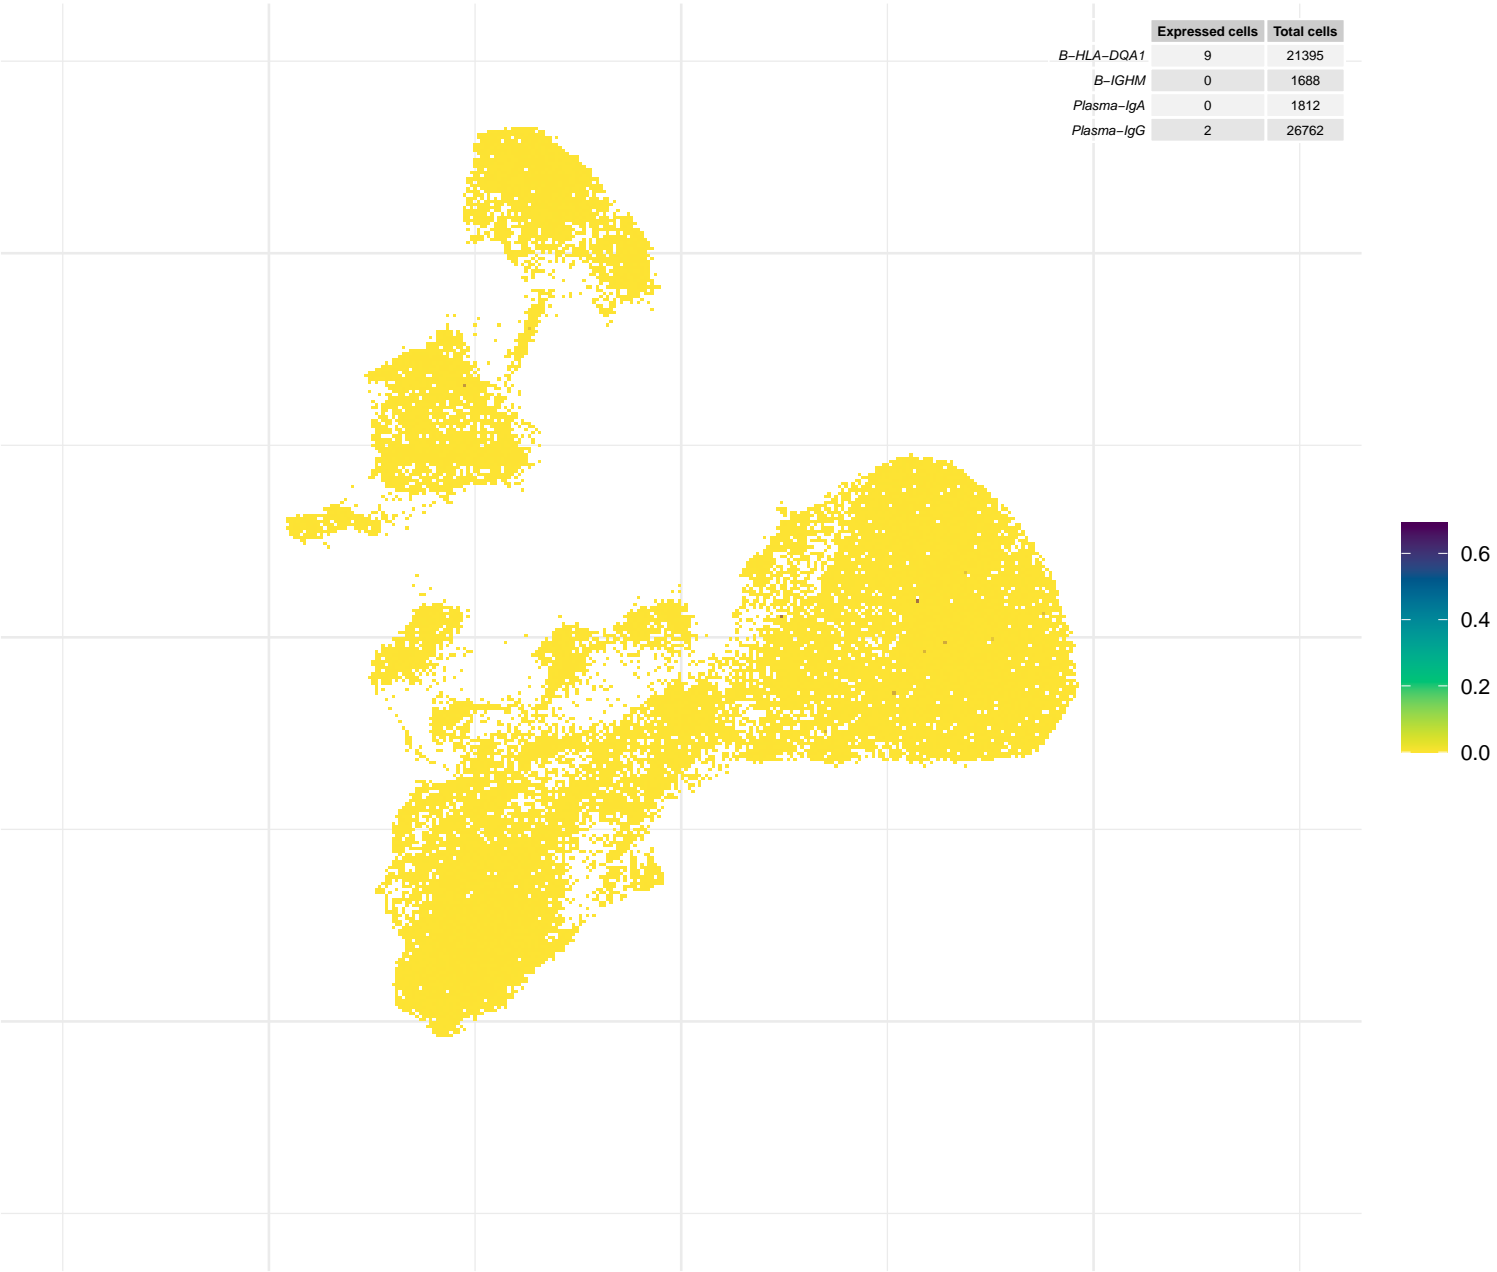 Expressed cells Total cells
B−HLA−DQA1 9 21395
B−IGHM 0 1688
Plasma−IgA 0 1812
Plasma−IgG 2 26762
0.6
0.4
0.2
0.0